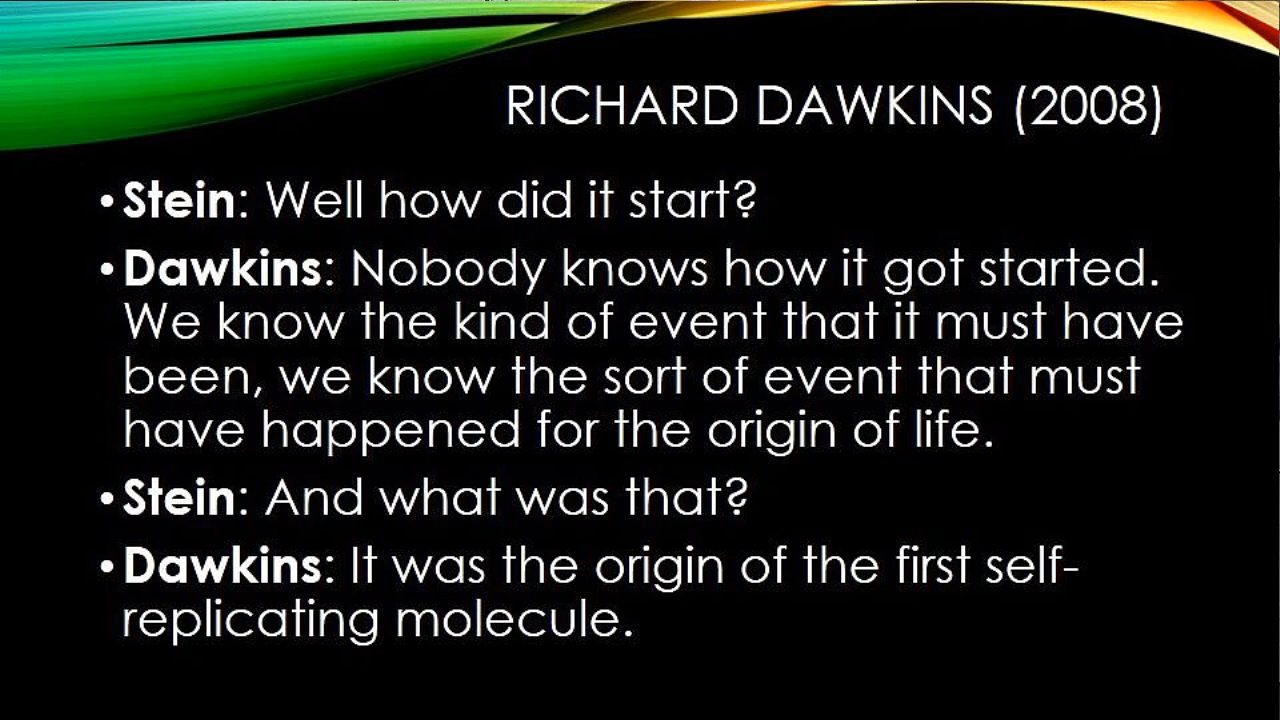 RICHARD DAWKINS (2008)
• Stein: Well how did it start?
• Dawkins: Nobody knows how it got started.
We know the kind of event that it must have
been, we know the sort of event that must
have happened for the origin of life.
• Stein: And what was that?
• Dawkins: It was the origin of the first self-
replicating molecule.